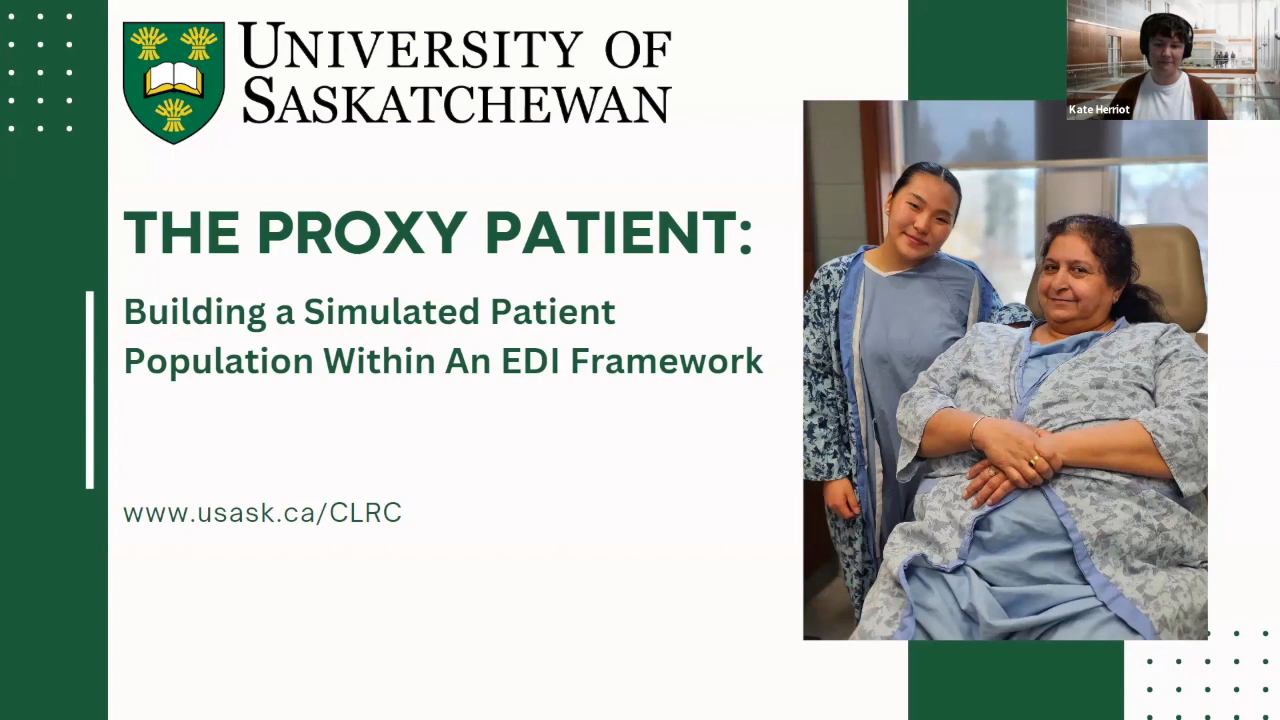 UNIVERSITY OF
SASKATCHEWAN
Kate Herriot
THE PROXY PATIENT:
Building a Simulated Patient
Population Within An EDI Framework
www.usask.ca/CLRC